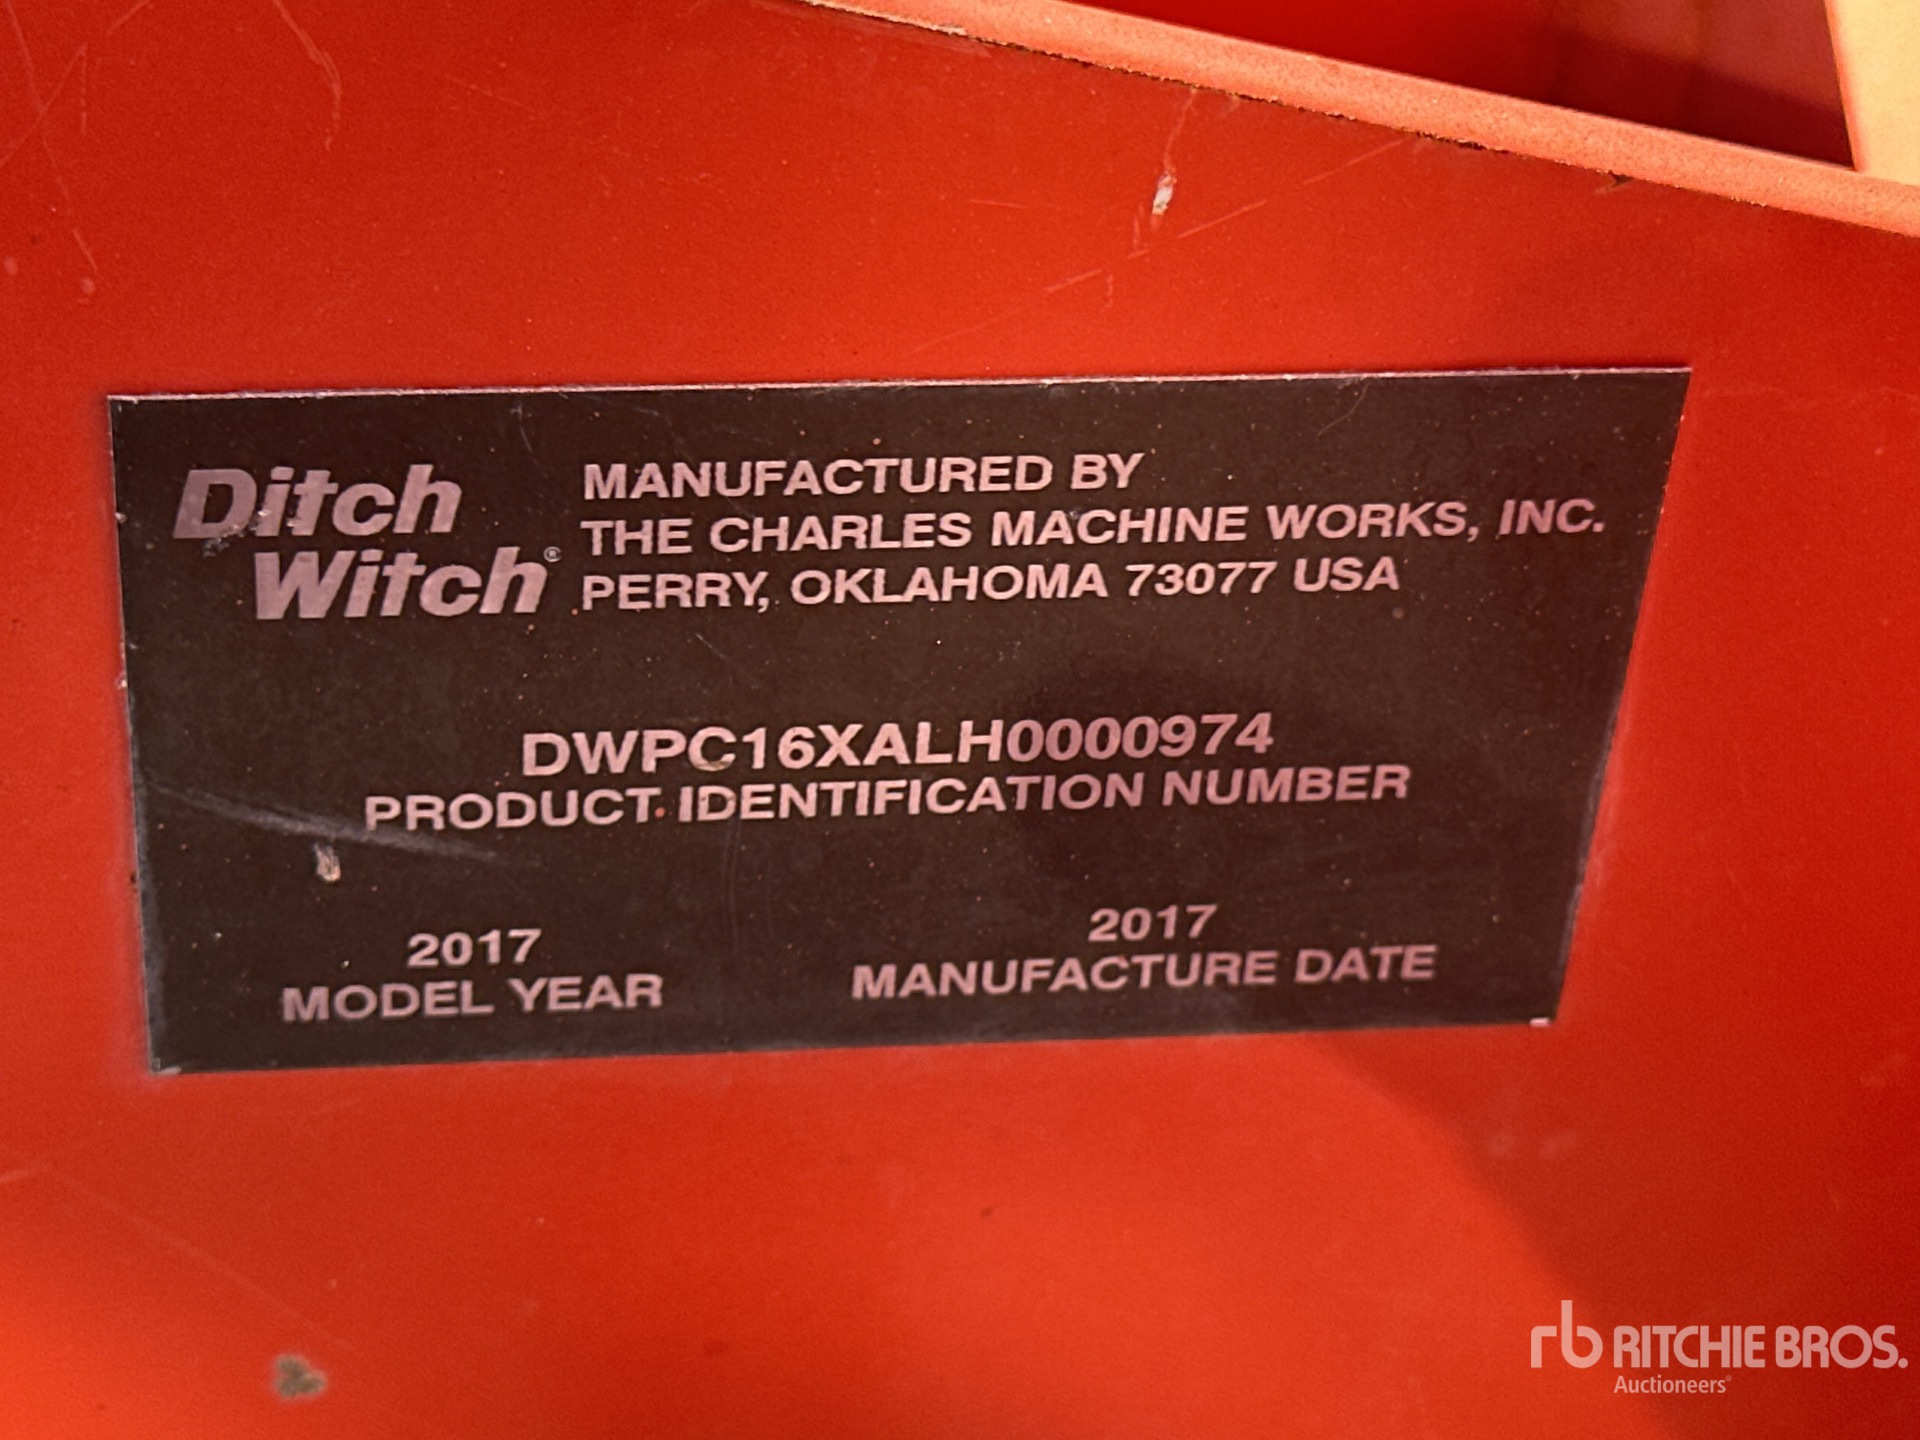 Ditch
Witch®
MANUFACTURED BY
THE CHARLES MACHINE WORKS, INC.
PERRY, OKLAHOMA 73077 USA
DWPC16XALH0000974
PRODUCT IDENTIFICATION NUMBER
2017
MODEL YEAR
2017
MANUFACTURE DATE
rb RITCHIE BROS.
Auctioneers®